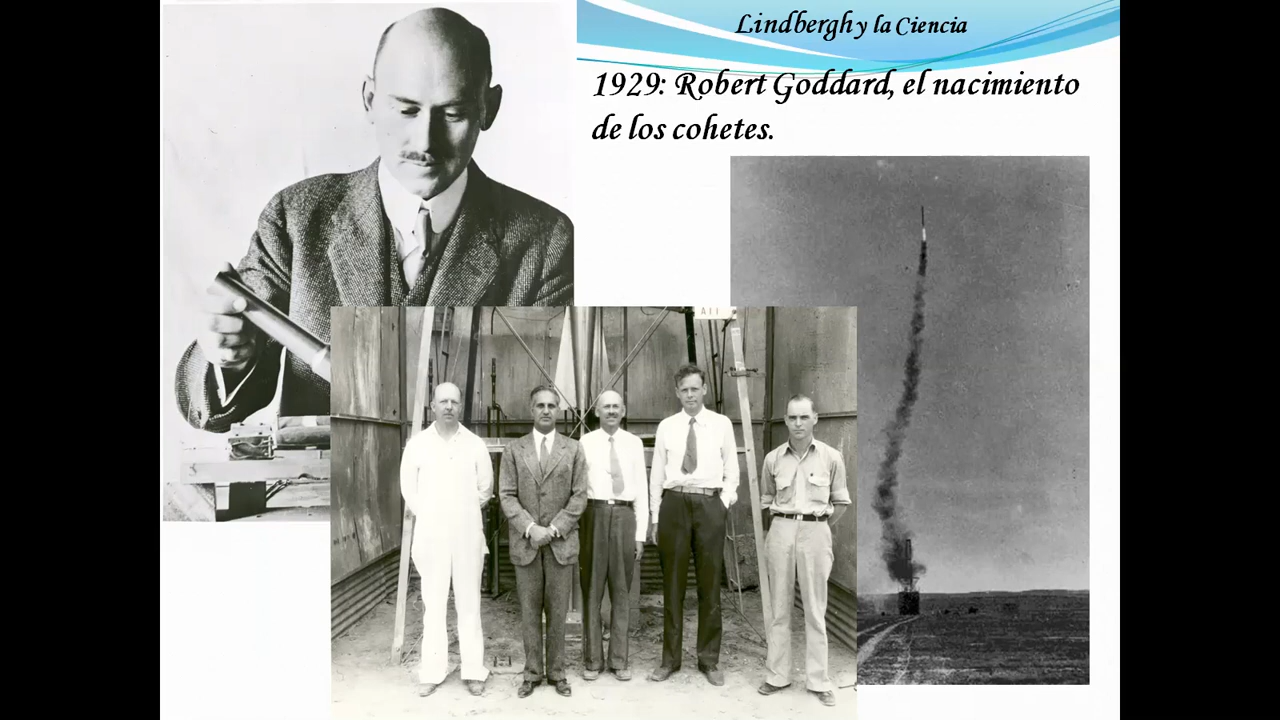 Lindbergh y la Ciencia
1929: Robert Goddard, el nacimiento
de los cohetes.